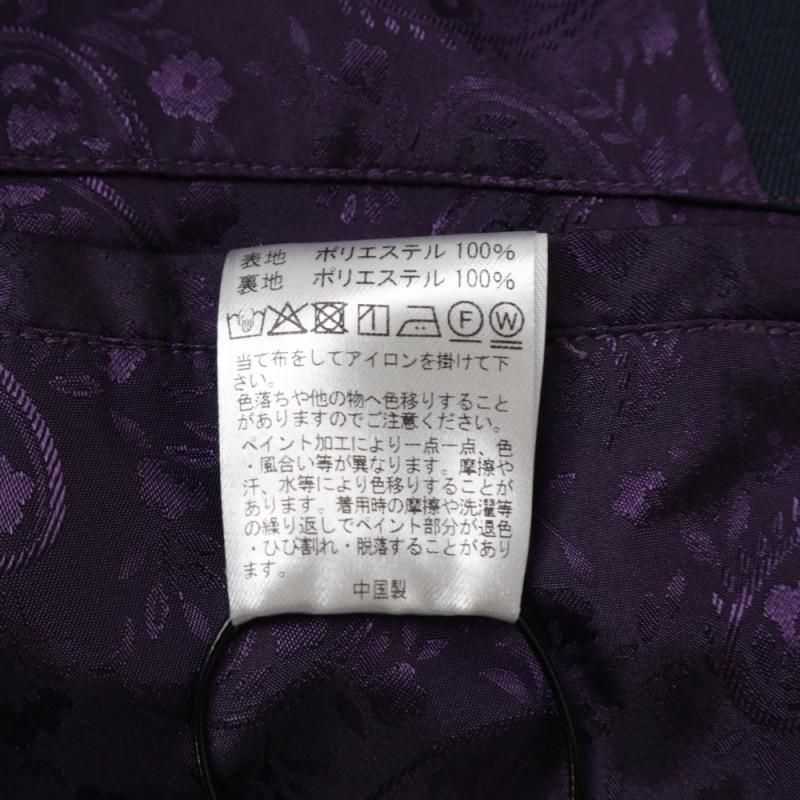 表地 ポリエステル 100%
裏地 ポリエステル 100%
F W
当て布をしてアイロンを掛けて下
さい。
色落ちや他の物へ色移りすること
がありますのでご注意ください。
ペイント加工により一点一点、色
・風合い等が異なります。摩擦や
汗、水等により色移りすることが
あります。着用時の摩擦や洗濯等
の繰り返しでペイント部分が退色
・ひび割れ・脱落することがあり
ます。
中国製